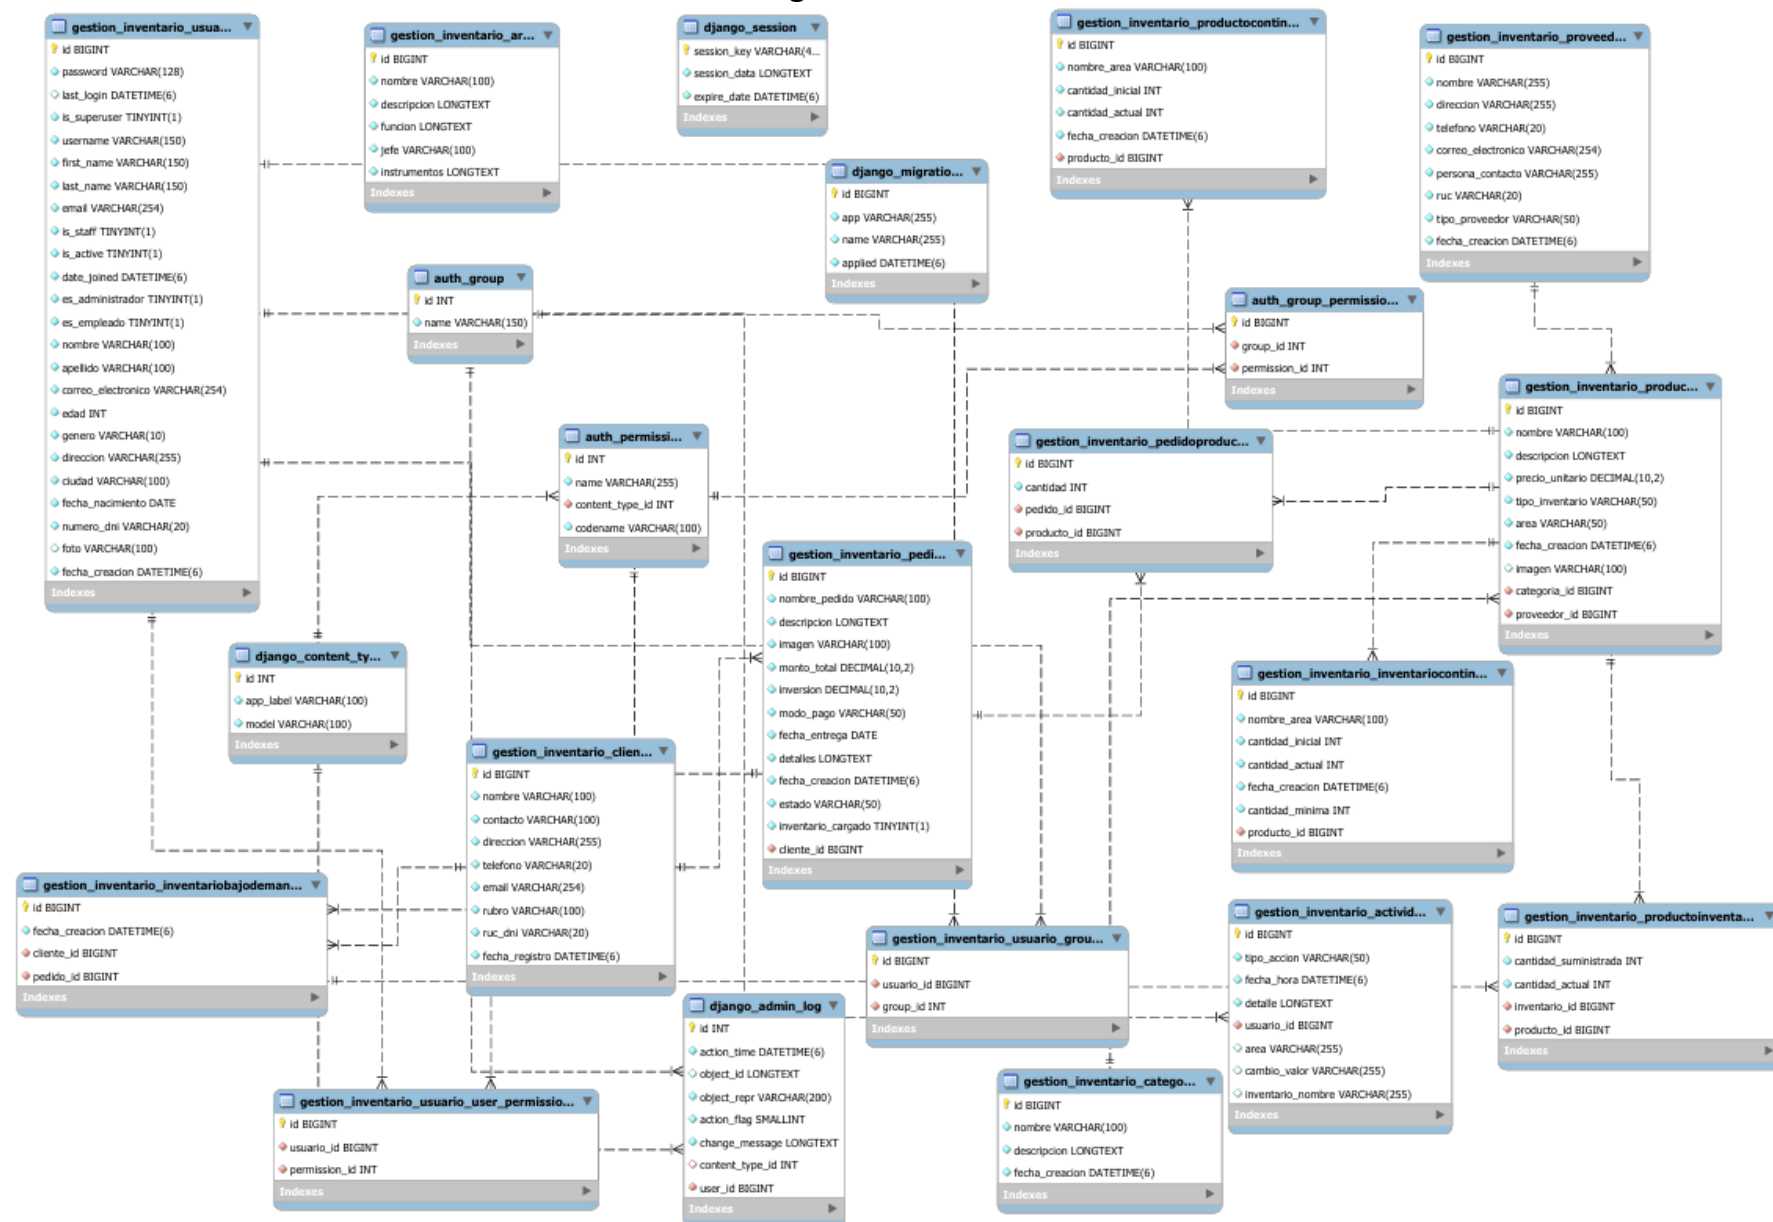 gestion_inventario_usua...
id BIGINT
password VARCHAR(128)
last_login DATETIME(6)
is_superuser TINYINT(1)
username VARCHAR(150)
first_name VARCHAR(150)
last_name VARCHAR(150)
email VARCHAR(254)
is_staff TINYINT(1)
is_active TINYINT(1)
date_joined DATETIME(6)
es_administrador TINYINT(1)
es_empleado TINYINT(1)
nombre VARCHAR(100)
apellido VARCHAR(100)
correo_electronico VARCHAR(254)
edad INT
genero VARCHAR(10)
direccion VARCHAR(255)
ciudad VARCHAR(100)
fecha_nacimiento DATE
numero_dni VARCHAR(20)
foto VARCHAR(100)
fecha_creacion DATETIME(6)
Indexes
gestion_inventario_ar...
id BIGINT
nombre VARCHAR(100)
descripcion LONGTEXT
funcion LONGTEXT
jefe VARCHAR(100)
instrumentos LONGTEXT
Indexes
django_session
session_key VARCHAR(4...
session_data LONGTEXT
expire_date DATETIME(6)
Indexes
django_migratio...
id BIGINT
app VARCHAR(255)
name VARCHAR(255)
applied DATETIME(6)
Indexes
gestion_inventario_productocontin...
id BIGINT
nombre_area VARCHAR(100)
cantidad_inicial INT
cantidad_actual INT
fecha_creacion DATETIME(6)
producto_id BIGINT
Indexes
gestion_inventario_proveed...
id BIGINT
nombre VARCHAR(255)
direccion VARCHAR(255)
telefono VARCHAR(20)
correo_electronico VARCHAR(254)
persona_contacto VARCHAR(255)
ruc VARCHAR(20)
tipo_proveedor VARCHAR(50)
fecha_creacion DATETIME(6)
Indexes
auth_group
id INT
name VARCHAR(150)
Indexes
auth_group_permissio...
id BIGINT
group_id INT
permission_id INT
Indexes
auth_permissi...
id INT
name VARCHAR(255)
content_type_id INT
codename VARCHAR(100)
Indexes
gestion_inventario_pedidoproduc...
id BIGINT
cantidad INT
pedido_id BIGINT
producto_id BIGINT
Indexes
gestion_inventario_produc...
id BIGINT
nombre VARCHAR(100)
descripcion LONGTEXT
precio_unitario DECIMAL(10,2)
tipo_inventario VARCHAR(50)
area VARCHAR(50)
fecha_creacion DATETIME(6)
imagen VARCHAR(100)
categoria_id BIGINT
proveedor_id BIGINT
Indexes
gestion_inventario_pedi...
id BIGINT
nombre_pedido VARCHAR(100)
descripcion LONGTEXT
imagen VARCHAR(100)
monto_total DECIMAL(10,2)
inversion DECIMAL(10,2)
modo_pago VARCHAR(50)
fecha_entrega DATE
detalles LONGTEXT
fecha_creacion DATETIME(6)
estado VARCHAR(50)
inventario_cargado TINYINT(1)
cliente_id BIGINT
Indexes
django_content_ty...
id INT
app_label VARCHAR(100)
model VARCHAR(100)
Indexes
gestion_inventario_clien...
id BIGINT
nombre VARCHAR(100)
contacto VARCHAR(100)
direccion VARCHAR(255)
telefono VARCHAR(20)
email VARCHAR(254)
rubro VARCHAR(100)
ruc_dni VARCHAR(20)
fecha_registro DATETIME(6)
Indexes
gestion_inventario_inventariocontin...
id BIGINT
nombre_area VARCHAR(100)
cantidad_inicial INT
cantidad_actual INT
fecha_creacion DATETIME(6)
cantidad_minima INT
producto_id BIGINT
Indexes
gestion_inventario_inventariobajodeman...
id BIGINT
fecha_creacion DATETIME(6)
cliente_id BIGINT
pedido_id BIGINT
Indexes
gestion_inventario_usuario_grou...
id BIGINT
usuario_id BIGINT
group_id INT
Indexes
gestion_inventario_activid...
id BIGINT
tipo_accion VARCHAR(50)
fecha_hora DATETIME(6)
detalle LONGTEXT
usuario_id BIGINT
area VARCHAR(255)
cambio_valor VARCHAR(255)
inventario_nombre VARCHAR(255)
Indexes
gestion_inventario_productoinventa...
id BIGINT
cantidad_suministrada INT
cantidad_actual INT
inventario_id BIGINT
producto_id BIGINT
Indexes
django_admin_log
id INT
action_time DATETIME(6)
object_id LONGTEXT
object_repr VARCHAR(200)
action_flag SMALLINT
change_message LONGTEXT
content_type_id INT
user_id BIGINT
Indexes
gestion_inventario_usuario_user_permissio...
id BIGINT
usuario_id BIGINT
permission_id INT
Indexes
gestion_inventario_catego...
id BIGINT
nombre VARCHAR(100)
descripcion LONGTEXT
fecha_creacion DATETIME(6)
Indexes